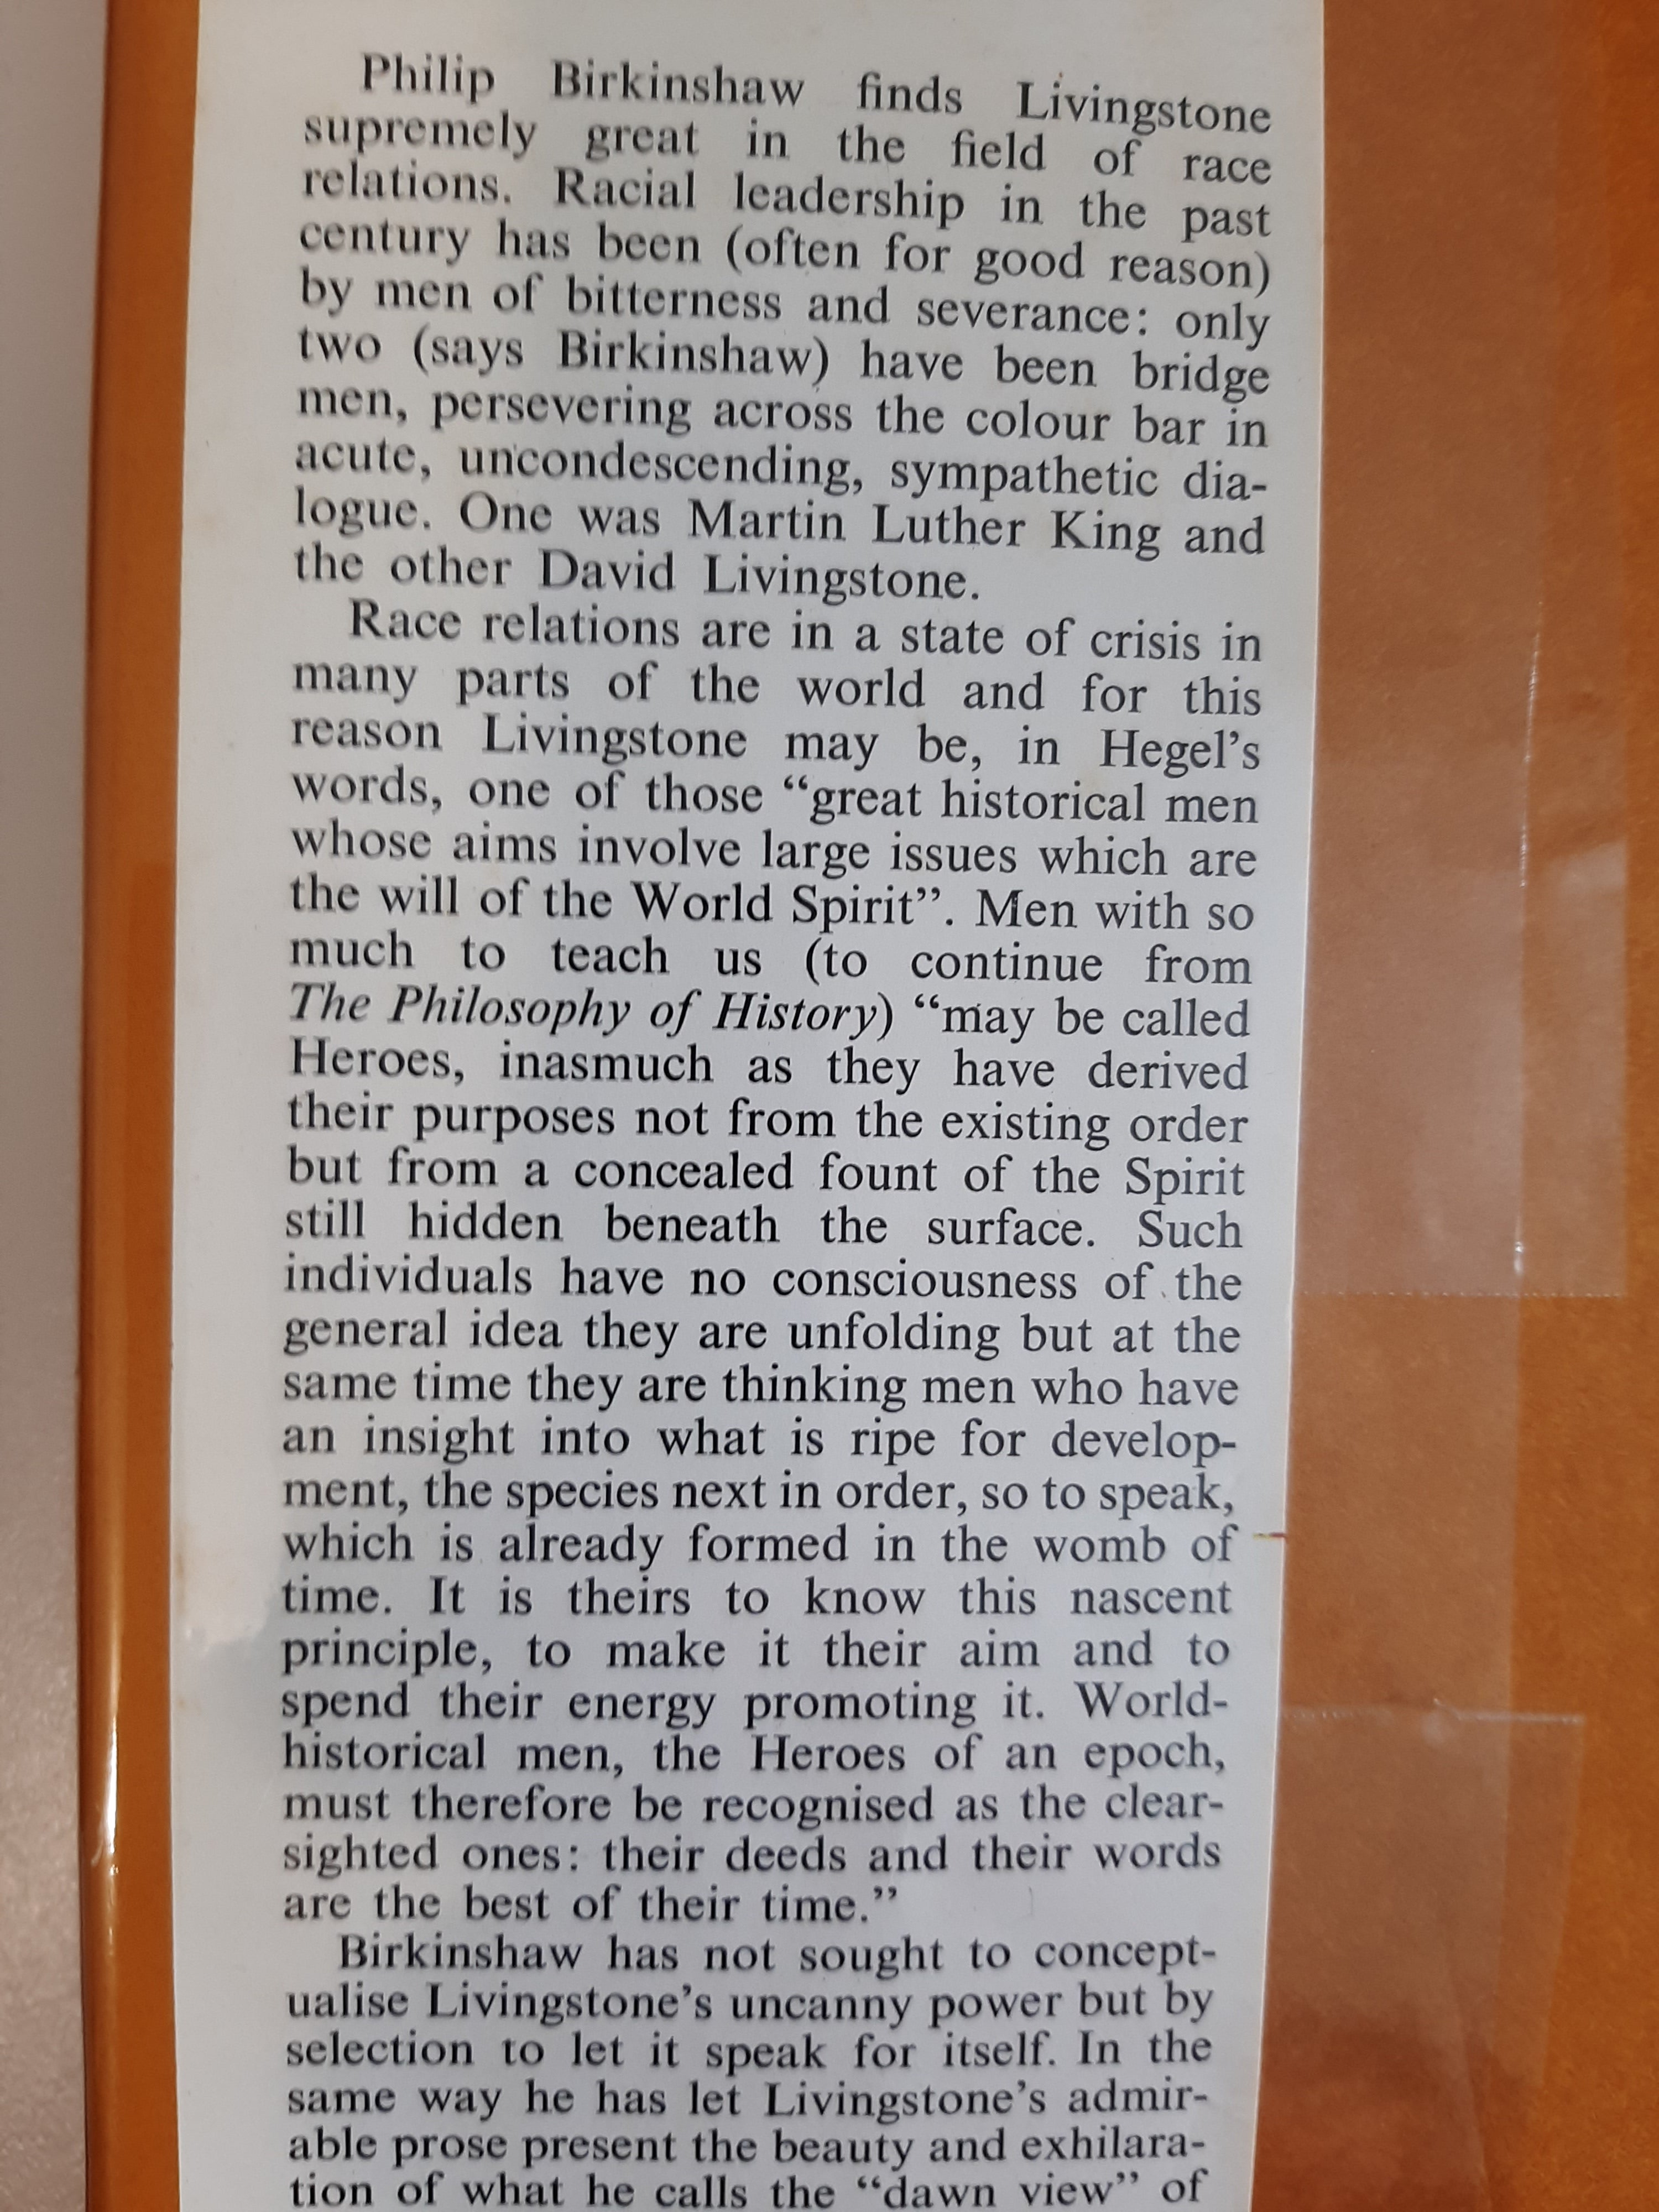 Philip Birkinshaw finds Livingstone
supremely great in the field of race
relations. Racial leadership in the past
century has been (often for good reason)
by men of bitterness and severance: only
two (says Birkinshaw) have been bridge
men, persevering across the colour bar in
acute, uncondescending, sympathetic dia-
logue. One was Martin Luther King and
the other David Livingstone.
Race relations are in a state of crisis in
many parts of the world and for this
reason Livingstone may be, in Hegel's
words, one of those “great historical men
whose aims involve large issues which are
the will of the World Spirit”. Men with so
much to teach us (to continue from
The Philosophy of History) “may be called
Heroes, inasmuch as they have derived
their purposes not from the existing order
but from a concealed fount of the Spirit
still hidden beneath the surface. Such
individuals have no consciousness of the
general idea they are unfolding but at the
same time they are thinking men who have
an insight into what is ripe for develop-
ment, the species next in order, so to speak,
which is already formed in the womb of
time. It is theirs to know this nascent
principle, to make it their aim and to
spend their energy promoting it. World-
historical men, the Heroes of an epoch,
must therefore be recognised as the clear-
sighted ones: their deeds and their words
are the best of their time.”
Birkinshaw has not sought to concept-
ualise Livingstone's uncanny power but by
selection to let it speak for itself. In the
same way he has let Livingstone's admir-
able prose present the beauty and exhilara-
tion of what he calls the “dawn view” of